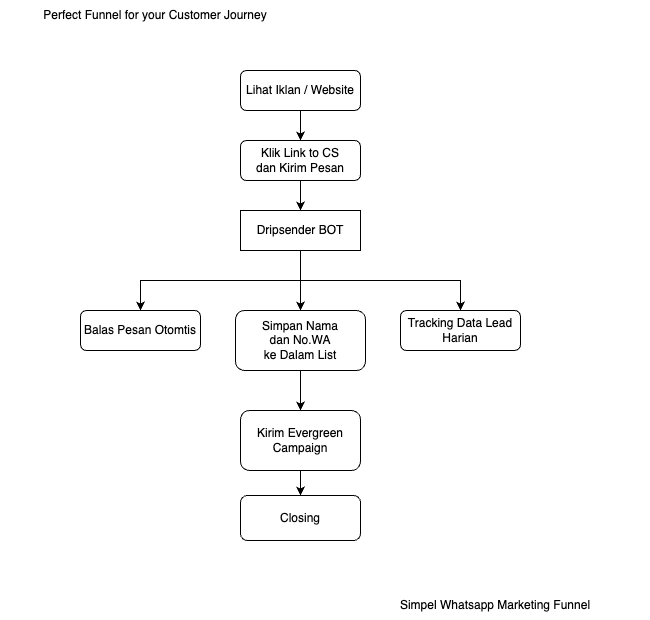 Perfect Funnel for your Customer Journey
Lihat Iklan / Website
Klik Link to CS
dan Kirim Pesan
Dripsender BOT
Balas Pesan Otomtis
Simpan Nama
dan No.WA
ke Dalam List
Tracking Data Lead
Harian
Kirim Evergreen
Campaign
Closing
Simpel Whatsapp Marketing Funnel